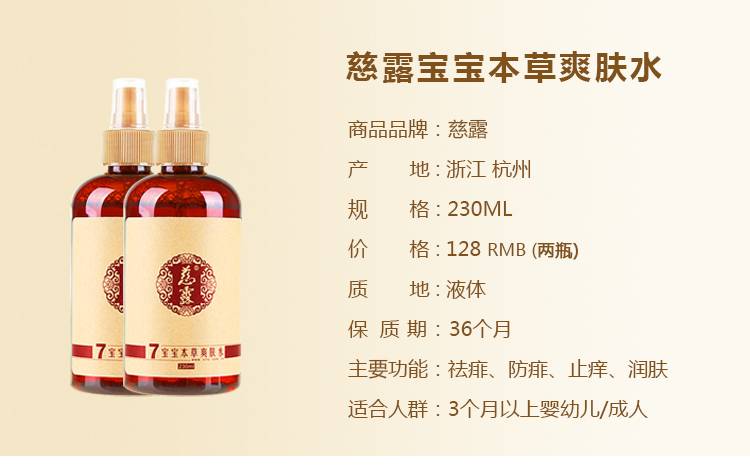 慈露宝宝本草爽肤水
商品品牌：慈露
产 地：浙江 杭州
规 格：230ML
价 格：128 RMB (两瓶)
质 地：液体
保 质 期：36个月
主要功能：祛痱、防痱、止痒、润肤
适合人群：3个月以上婴幼儿/成人
慈露
7宝宝
7宝宝本草爽肤水
230ml